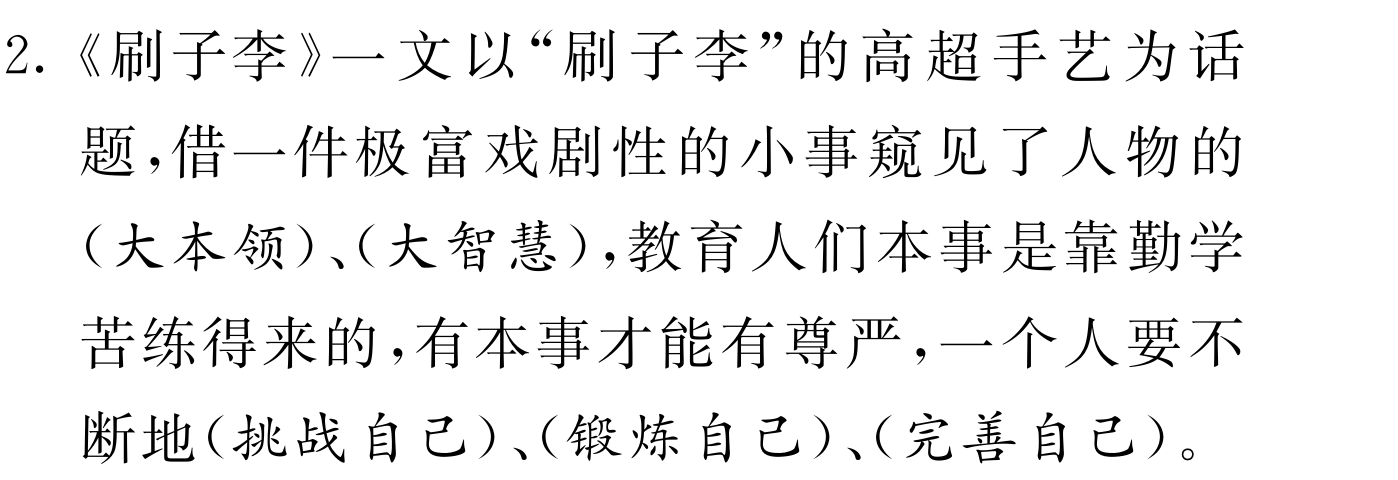 2.《刷子李》一文以“刷子李”的高超手艺为话
题,借一件极富戏剧性的小事窥见了人物的
(大本领)、(大智慧),教育人们本事是靠勤学
苦练得来的,有本事才能有尊严,一个人要不
断地(挑战自己)、(锻炼自己)、(完善自己)。